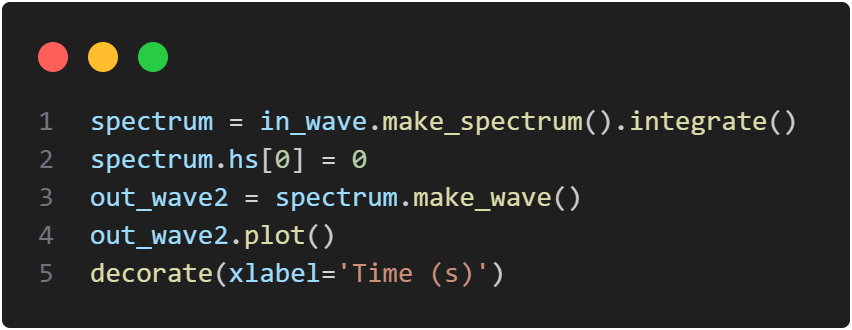 1 spectrum = in_wave.make_spectrum().integrate()
2 spectrum.hs[0] = 0
3 out_wave2 = spectrum.make_wave()
4 out_wave2.plot()
5 decorate(xlabel='Time (s)')